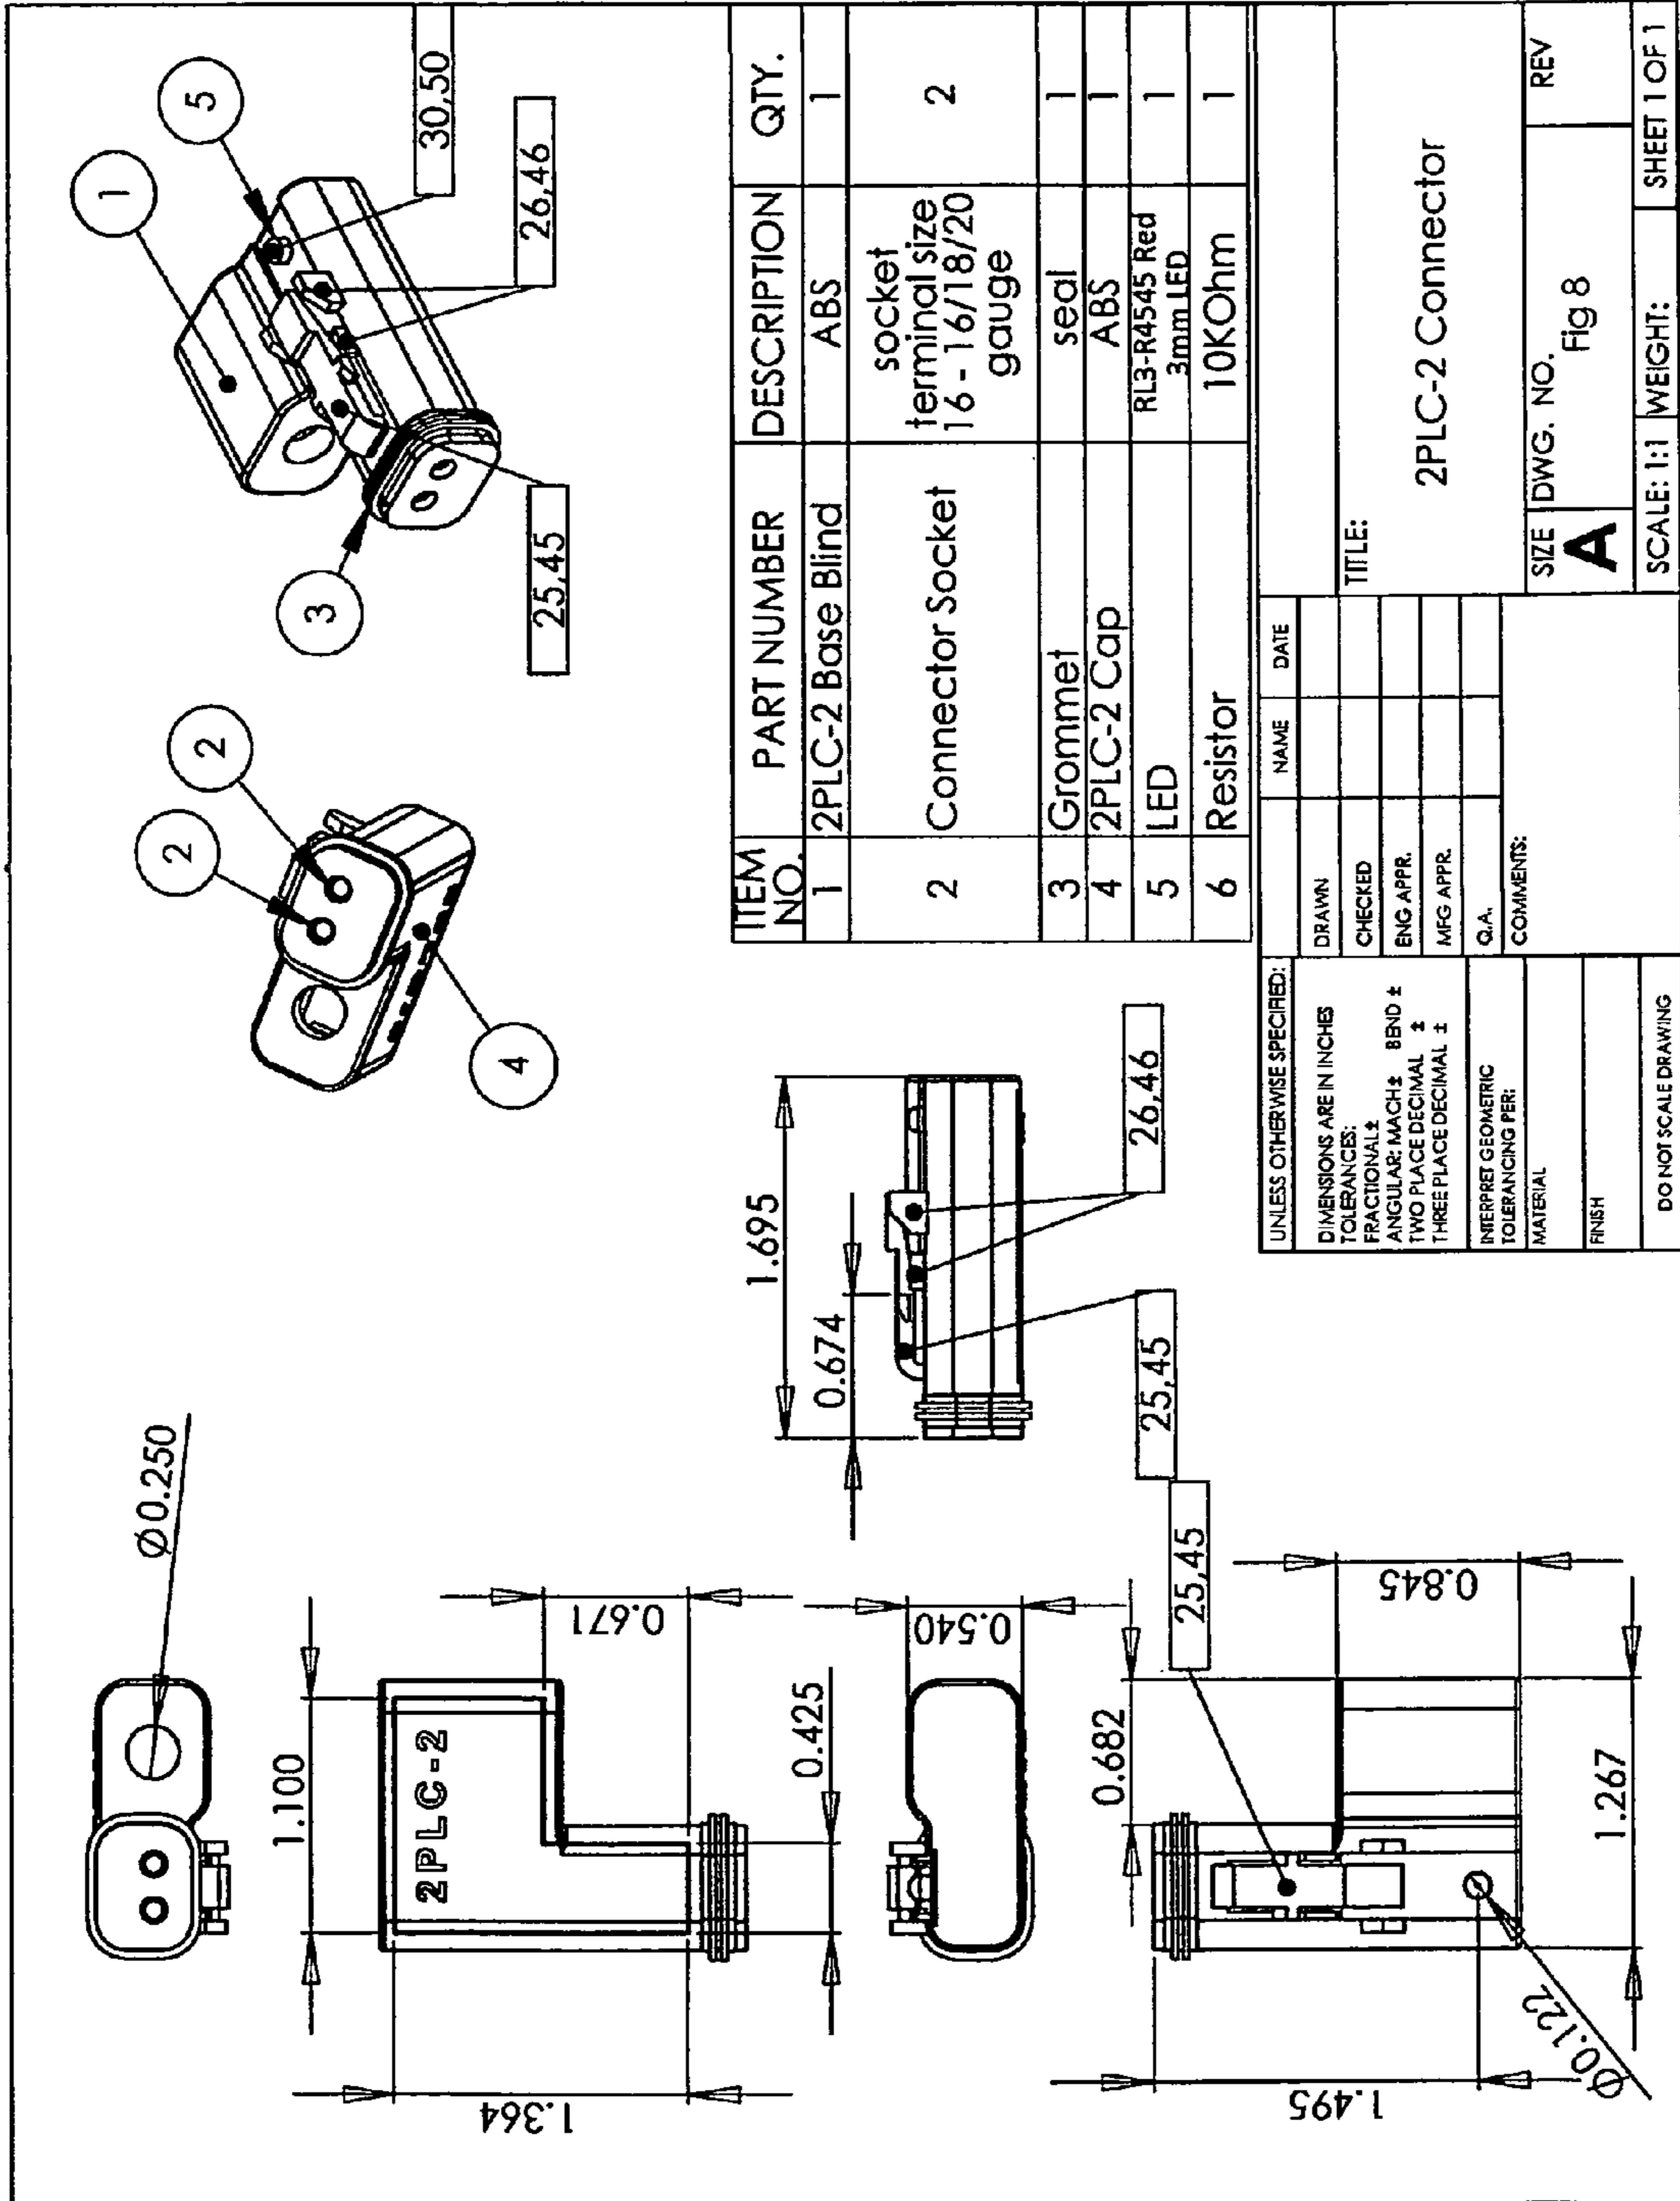 Ø0.250
1.100
2PLC-2
0.671
1.364
0.425
0.540
0.682
25,45
0.845
1.267
1.495
Ø0.122
1.695
0.674
25,45
26,46
2
2
4
1
5
3
30,50
26,46
25,45
ITEM NO. PART NUMBER DESCRIPTION QTY.
1 2PLC-2 Base Blind ABS 1
2 Connector Socket socket terminal size 16 - 16/18/20 gauge 2
3 Grommet seal 1
4 2PLC-2 Cap ABS 1
5 LED RL3-R4545 Red 3mm LED 1
6 Resistor 10KOhm 1
UNLESS OTHERWISE SPECIFIED:
DIMENSIONS ARE IN INCHES
TOLERANCES:
FRACTIONAL±
ANGULAR: MACH± BEND ±
TWO PLACE DECIMAL ±
THREE PLACE DECIMAL ±
INTERPRET GEOMETRIC
TOLERANCING PER:
MATERIAL
FINISH
DO NOT SCALE DRAWING
NAME DATE
DRAWN
CHECKED
ENG APPR.
MFG APPR.
Q.A.
COMMENTS:
TITLE:
2PLC-2 Connector
SIZE DWG. NO. REV
A Fig 8
SCALE: 1:1 WEIGHT: SHEET 1 OF 1